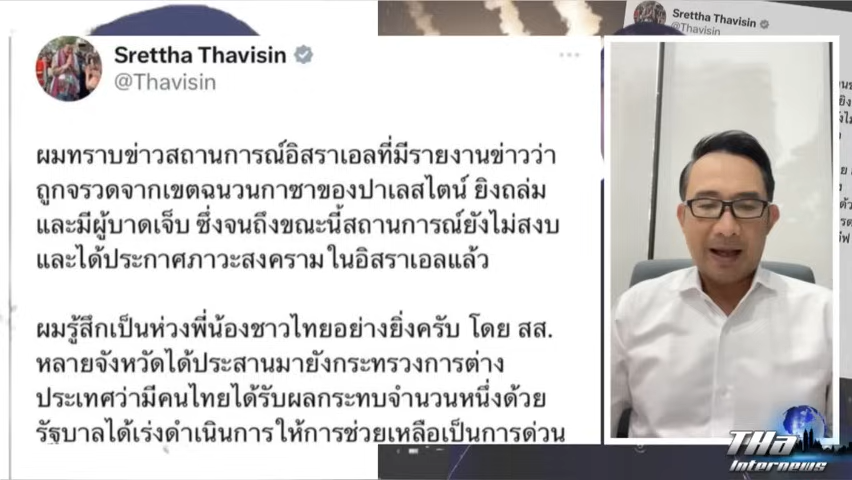 Srettha Thavisin
@Thavisin
ผมทราบข่าวสถานการณ์อิสราเอลที่มีรายงานข่าวว่า
ถูกจรวดจากเขตฉนวนกาซาของปาเลสไตน์ ยิงถล่ม
และมีผู้บาดเจ็บ ซึ่งจนถึงขณะนี้สถานการณ์ยังไม่สงบ
และได้ประกาศภาวะสงครามในอิสราเอลแล้ว
ผมรู้สึกเป็นห่วงพี่น้องชาวไทยอย่างยิ่งครับ โดย สส.
หลายจังหวัดได้ประสานมายังกระทรวงการต่าง
ประเทศว่ามีคนไทยได้รับผลกระทบจำนวนหนึ่งด้วย
รัฐบาลได้เร่งดำเนินการให้การช่วยเหลือเป็นการด่วน
Srettha Thavisin
@Thavisin
THa
Internews